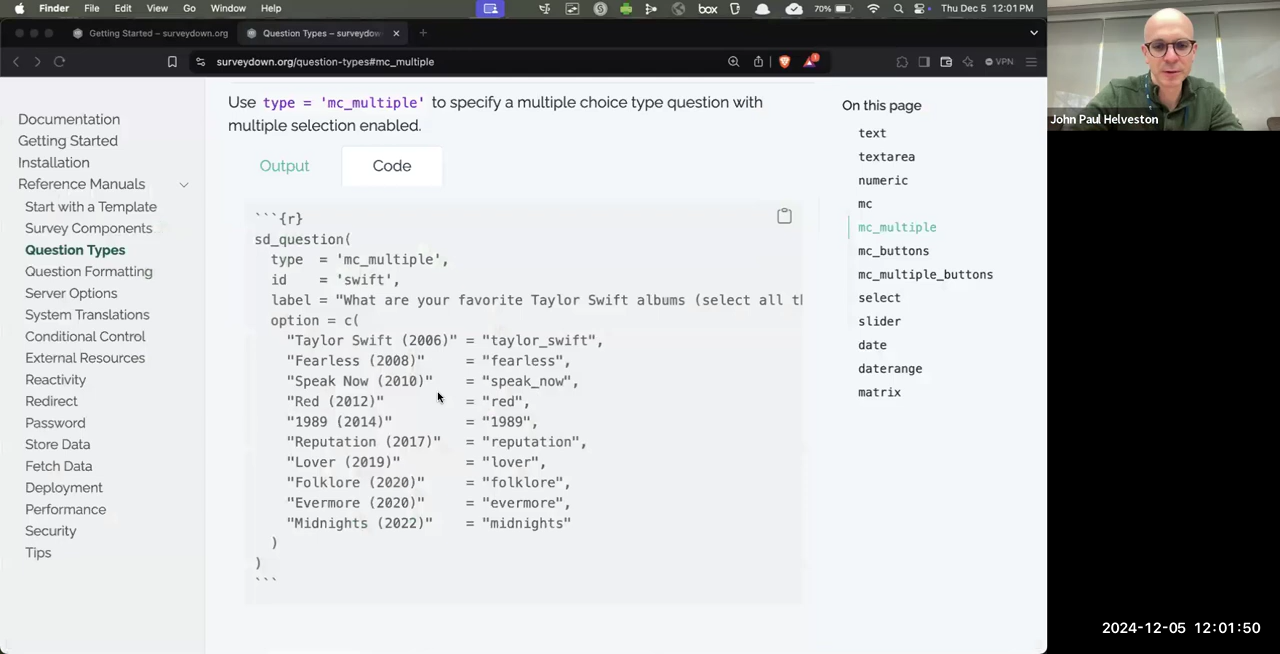 Finder File Edit View Go Window Help box 70% Thu Dec 5 12:01 PM
Getting Started – surveydown.org
Question Types – surveydow
surveydown.org/question-types#mc_multiple
VPN
Documentation
Getting Started
Installation
Reference Manuals
Start with a Template
Survey Components
Question Types
Question Formatting
Server Options
System Translations
Conditional Control
External Resources
Reactivity
Redirect
Password
Store Data
Fetch Data
Deployment
Performance
Security
Tips
Use type = 'mc_multiple' to specify a multiple choice type question with
multiple selection enabled.
Output Code
```{r}
sd_question(
  type  = 'mc_multiple',
  id    = 'swift',
  label = "What are your favorite Taylor Swift albums (select all th
  option = c(
    "Taylor Swift (2006)" = "taylor_swift",
    "Fearless (2008)"     = "fearless",
    "Speak Now (2010)"    = "speak_now",
    "Red (2012)"          = "red",
    "1989 (2014)"         = "1989",
    "Reputation (2017)"   = "reputation",
    "Lover (2019)"        = "lover",
    "Folklore (2020)"     = "folklore",
    "Evermore (2020)"     = "evermore",
    "Midnights (2022)"    = "midnights"
  )
)
```
On this page
text
textarea
numeric
mc
mc_multiple
mc_buttons
mc_multiple_buttons
select
slider
date
daterange
matrix
John Paul Helveston
2024-12-05 12:01:50